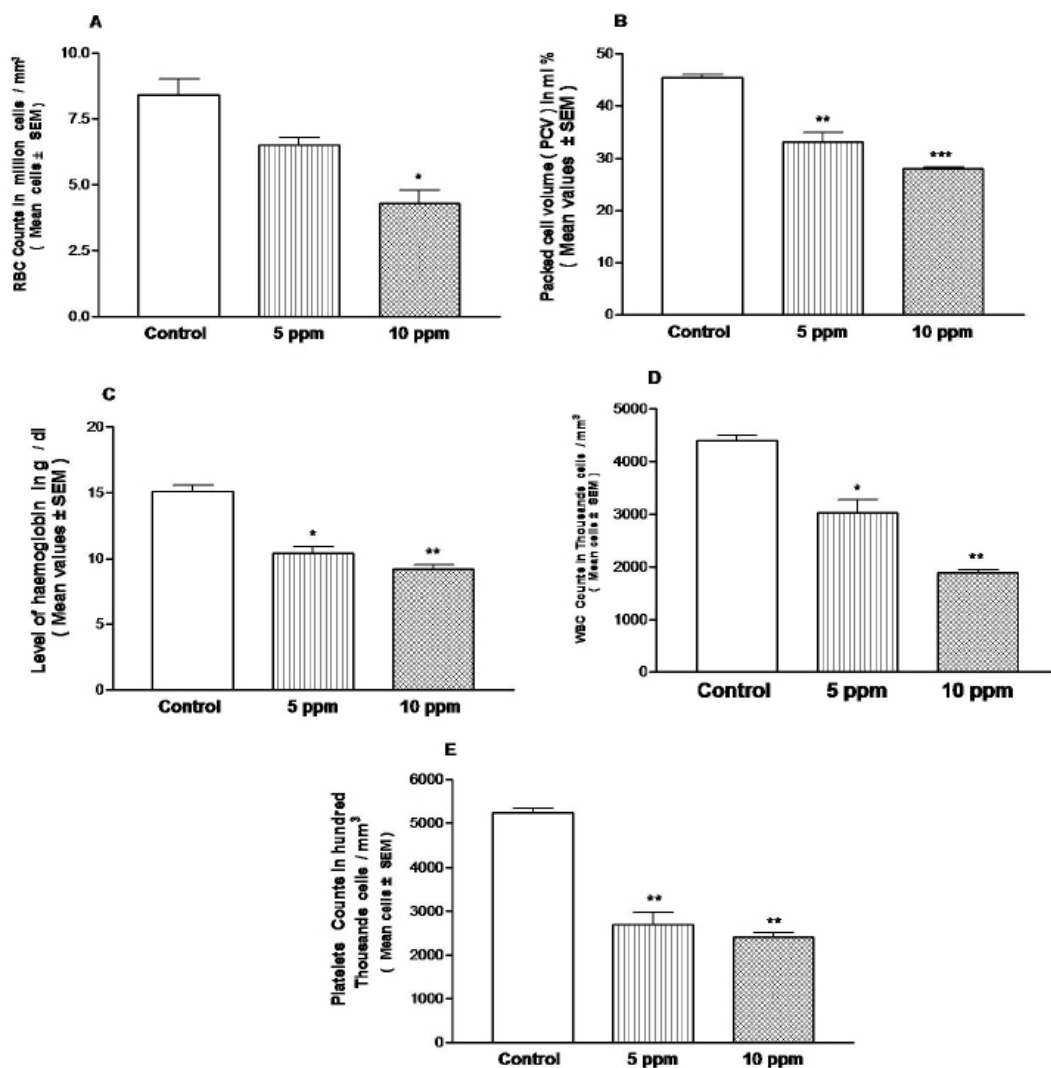 A
RBC Counts in million cells / mm³
( Mean cells ± SEM)
10.0
7.5
5.0
2.5
0.0
*
Control 5 ppm 10 ppm
B
Packed cell volume ( PCV ) in ml %
( Mean values ± SEM )
50
40
30
20
10
0
**
***
Control 5 ppm 10 ppm
C
Level of haemoglobin in g / dl
( Mean values ± SEM )
20
15
10
5
0
*
**
Control 5 ppm 10 ppm
D
WBC Counts in Thousands cells / mm³
( Mean cells ± SEM )
5000
4000
3000
2000
1000
0
*
**
Control 5 ppm 10 ppm
E
Platelets Counts in hundred
Thousands cells / mm³
( Mean cells ± SEM )
6000
5000
4000
3000
2000
1000
0
**
**
Control 5 ppm 10 ppm